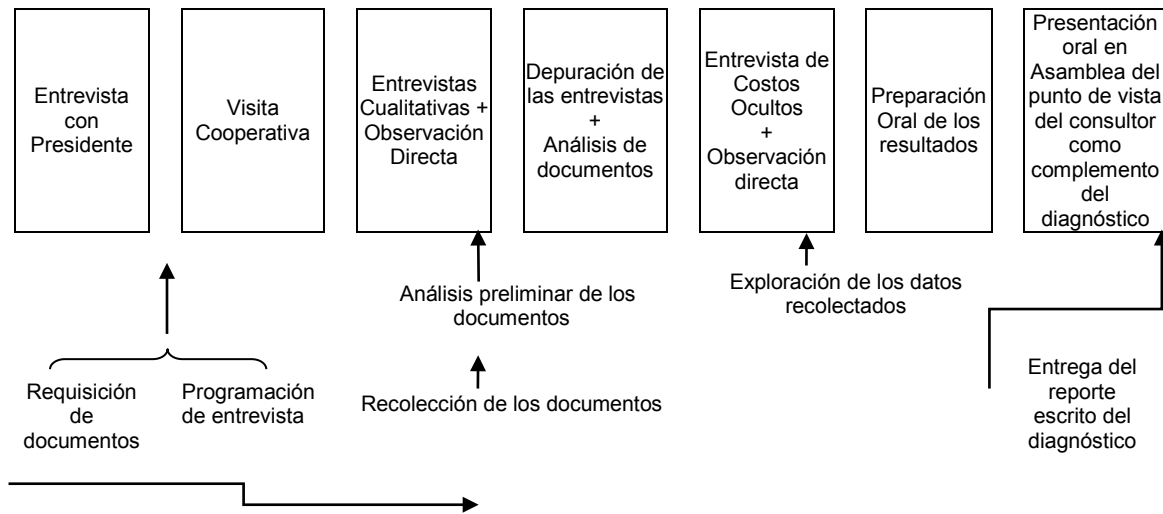 Entrevista
con
Presidente
Visita
Cooperativa
Entrevistas
Cualitativas +
Observación
Directa
Depuración de
las entrevistas
+
Análisis de
documentos
Entrevista de
Costos
Ocultos
+
Observación
directa
Preparación
Oral de los
resultados
Presentación
oral en
Asamblea del
punto de vista
del consultor
como
complemento
del
diagnóstico
Análisis preliminar de los
documentos
Exploración de los datos
recolectados
Requisición
de
documentos
Programación
de entrevista
Recolección de los documentos
Entrega del
reporte
escrito del
diagnóstico